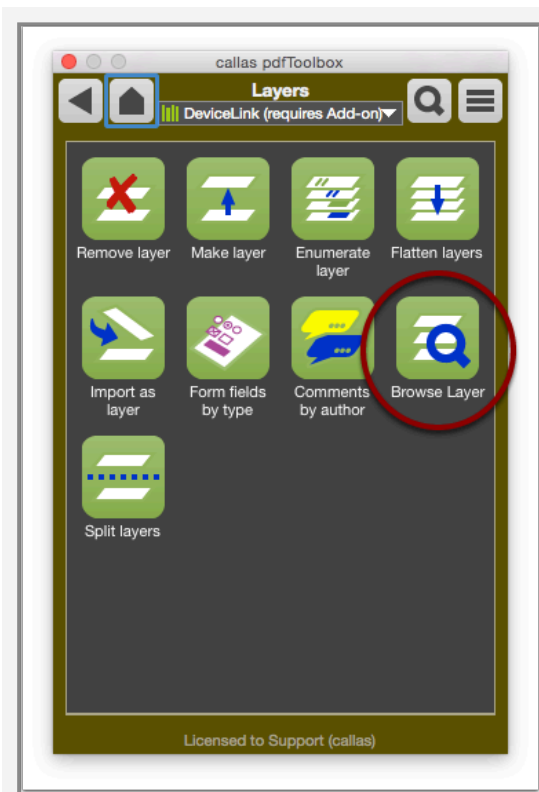 callas pdfToolbox
Layers
DeviceLink (requires Add-on)
Remove layer
Make layer
Enumerate
layer
Flatten layers
Import as
layer
Form fields
by type
Comments
by author
Browse Layer
Split layers
Licensed to Support (callas)